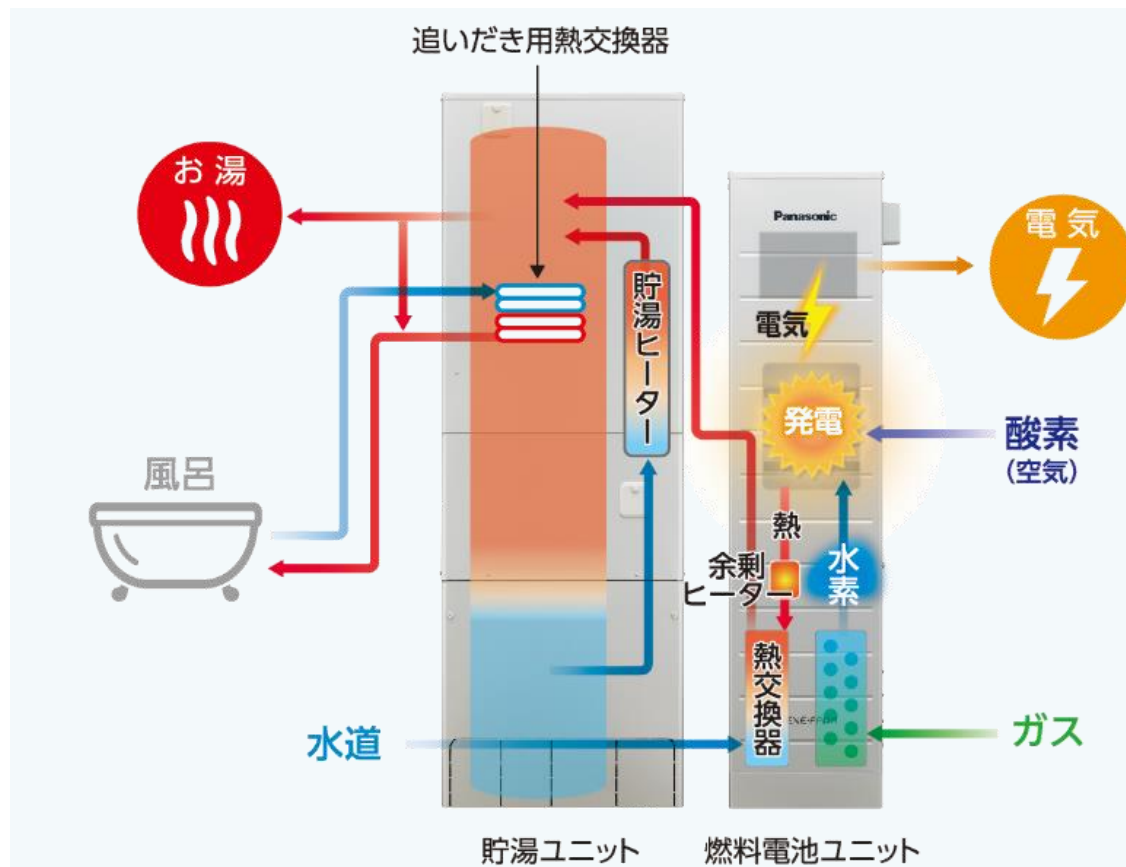 追いだき用熱交換器
お湯
Panasonic
電気
電気
貯湯ヒーター
発電
酸素
(空気)
風呂
熱
余剰
ヒーター
水素
熱交換器
ENE・FARM
水道
ガス
貯湯ユニット
燃料電池ユニット